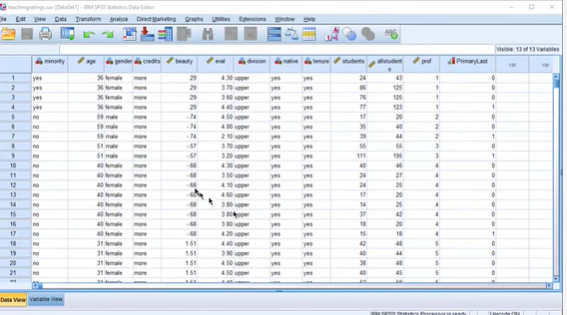 teachingratings.sav [DataSet1] - IBM SPSS Statistics Data Editor
File Edit View Data Transform Analyze Direct Marketing Graphs Utilities Extensions Window Help
Visible: 13 of 13 Variables
minority age gender credits beauty eval division native tenure students allstudents prof PrimaryLast var var
1 yes 36 female more .29 4.30 upper yes yes 24 43 1 0
2 yes 36 female more .29 3.70 upper yes yes 86 125 1 0
3 yes 36 female more .29 3.60 upper yes yes 76 125 1 0
4 yes 36 female more .29 4.40 upper yes yes 77 123 1 1
5 no 59 male more -.74 4.50 upper yes yes 17 20 2 0
6 no 59 male more -.74 4.00 upper yes yes 35 40 2 0
7 no 59 male more -.74 2.10 upper yes yes 39 44 2 1
8 no 51 male more -.57 3.70 upper yes yes 55 55 3 0
9 no 51 male more -.57 3.20 upper yes yes 111 195 3 1
10 no 40 female more -.68 4.30 upper yes yes 40 46 4 0
11 no 40 female more -.68 3.50 upper yes yes 24 27 4 0
12 no 40 female more -.68 4.10 upper yes yes 24 25 4 0
13 no 40 female more 4.60 upper yes yes 17 20 4 0
14 no 40 female more -.68 3.80 upper yes yes 14 25 4 0
15 no 40 female more -.68 3.80 upper yes yes 37 42 4 0
16 no 40 female more -.68 3.80 upper yes yes 18 20 4 0
17 no 40 female more -.68 4.20 upper yes yes 15 18 4 1
18 no 31 female more 1.51 4.40 upper yes yes 42 48 5 0
19 no 31 female more 1.51 3.90 upper yes yes 40 44 5 0
20 no 31 female more 1.51 4.50 upper yes yes 38 48 5 0
21 no 31 female more 1.51 4.50 upper yes yes 40 45 5 0
Data View Variable View
IBM SPSS Statistics Processor is ready Unicode:ON